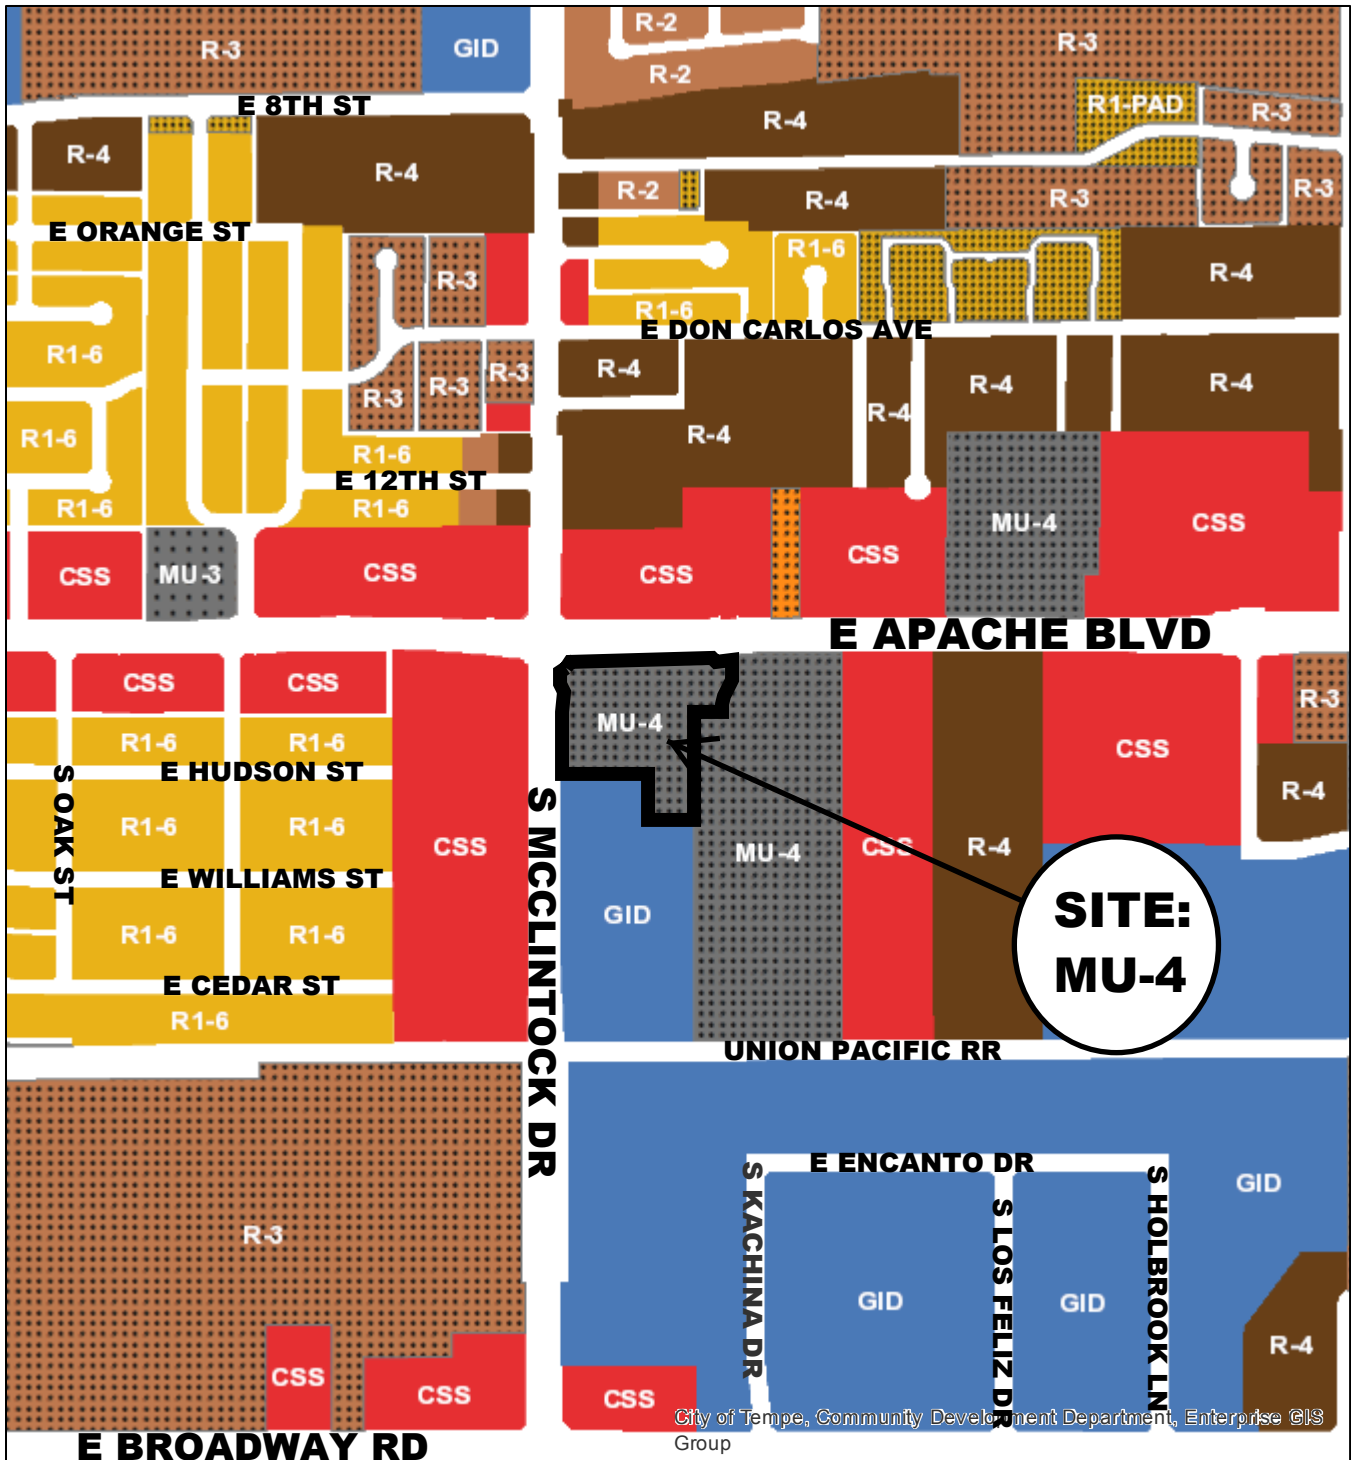 R-3
GID
R-2
R-3
R-2
E 8TH ST
R1-PAD
R-3
R-4
R-4
R-4
R-2
R-4
R-3
R-3
E ORANGE ST
R1-6
R-4
R-3
R1-6
E DON CARLOS AVE
R1-6
R-4
R-3
R-3
R-3
R-4
R-4
R-4
R1-6
R-4
R1-6
E 12TH ST
R1-6
R1-6
MU-4
CSS
CSS
MU-3
CSS
CSS
CSS
E APACHE BLVD
CSS
CSS
R-3
MU-4
R1-6
R1-6
CSS
E HUDSON ST
R-4
S OAK ST
R1-6
R1-6
CSS
S MCCLINTOCK DR
MU-4
CSS
R-4
E WILLIAMS ST
SITE:
MU-4
GID
R1-6
R1-6
E CEDAR ST
R1-6
UNION PACIFIC RR
E ENCANTO DR
S KACHINA DR
S LOS FELIZ DR
S HOLBROOK LN
GID
R-3
GID
GID
R-4
CSS
CSS
CSS
City of Tempe, Community Development Department, Enterprise GIS
Group
E BROADWAY RD